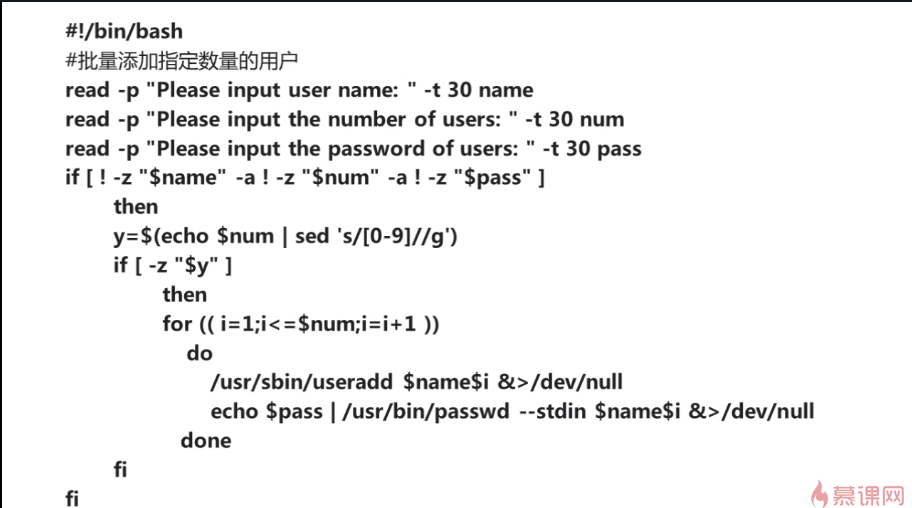 #!/bin/bash
#批量添加指定数量的用户
read -p "Please input user name: " -t 30 name
read -p "Please input the number of users: " -t 30 num
read -p "Please input the password of users: " -t 30 pass
if [ ! -z "$name" -a ! -z "$num" -a ! -z "$pass" ]
then
y=$(echo $num | sed 's/[0-9]//g')
if [ -z "$y" ]
then
for (( i=1;i<=$num;i=i+1 ))
do
/usr/sbin/useradd $name$i &>/dev/null
echo $pass | /usr/bin/passwd --stdin $name$i &>/dev/null
done
fi
fi
慕课网